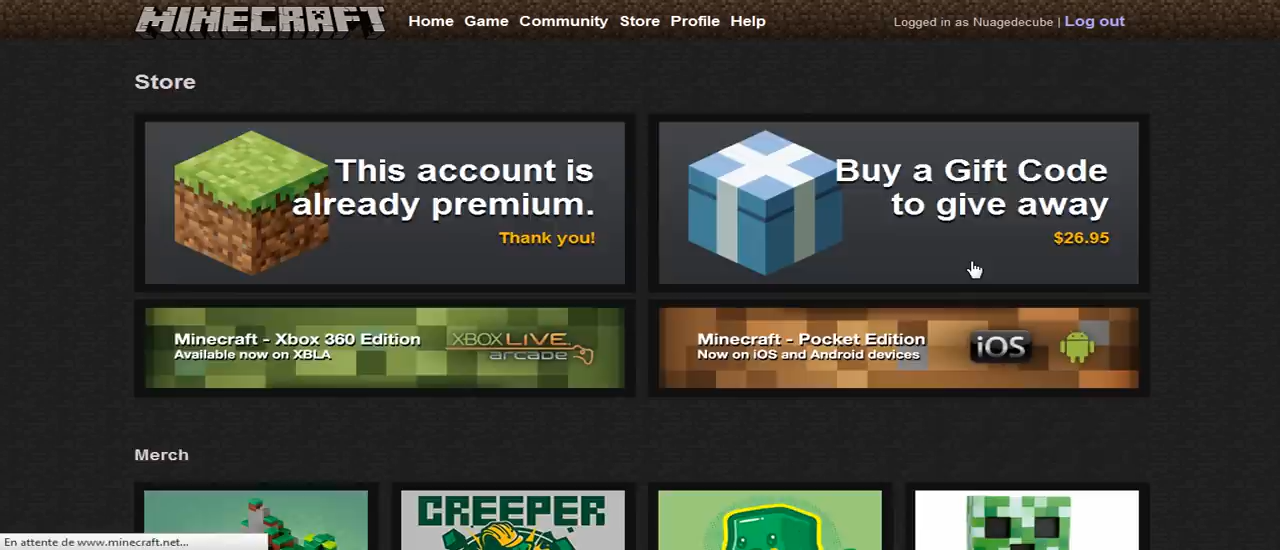 MINECRAFT Home Game Community Store Profile Help Logged in as Nuagedecube | Log out
Store
This account is
already premium.
Thank you!
Buy a Gift Code
to give away
$26.95
Minecraft - Xbox 360 Edition
Available now on XBLA
XBOX LIVE
arcade
Minecraft - Pocket Edition
Now on iOS and Android devices
iOS
Merch
CREEPER
En attente de www.minecraft.net...